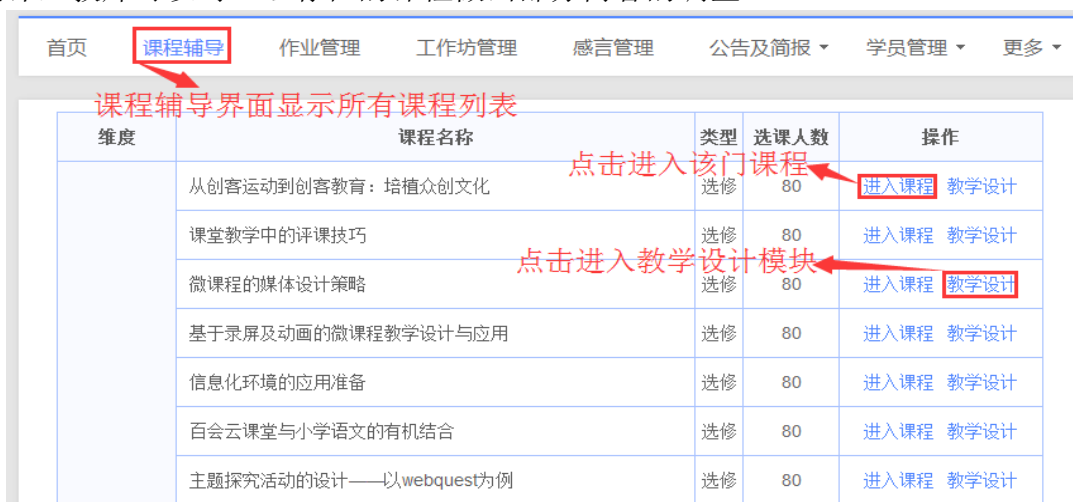 首页 课程辅导 作业管理 工作坊管理 感言管理 公告及简报 学员管理 更多
课程辅导界面显示所有课程列表
维度 课程名称 类型 选课人数 操作
点击进入该门课程
从创客运动到创客教育：培植众创文化 选修 80 进入课程 教学设计
课堂教学中的评课技巧 选修 80 进入课程 教学设计
点击进入教学设计模块
微课程的媒体设计策略 选修 80 进入课程 教学设计
基于录屏及动画的微课程教学设计与应用 选修 80 进入课程 教学设计
信息化环境的应用准备 选修 80 进入课程 教学设计
百会云课堂与小学语文的有机结合 选修 80 进入课程 教学设计
主题探究活动的设计——以webquest为例 选修 80 进入课程 教学设计